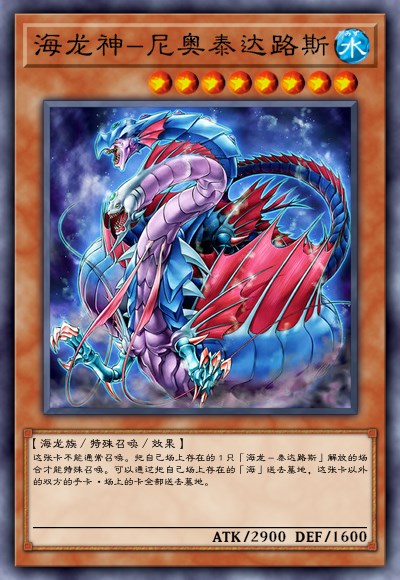 海龙神-尼奥泰达路斯
水
【海龙族/特殊召唤/效果】
这张卡不能通常召唤。把自己场上存在的1只「海龙-泰达路斯」解放的场
合才能特殊召唤。可以通过把自己场上存在的「海」送去墓地,这张卡以外
的双方的手卡·场上的卡全部送去墓地。
ATK/2900 DEF/1600